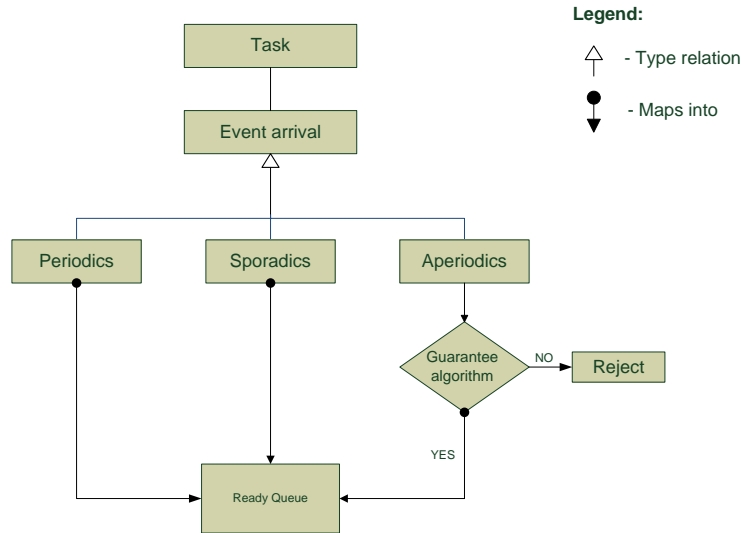 Legend:
Task
- Type relation
- Maps into
Event arrival
Periodics
Sporadics
Aperiodics
Guarantee
algorithm
NO
Reject
YES
Ready Queue